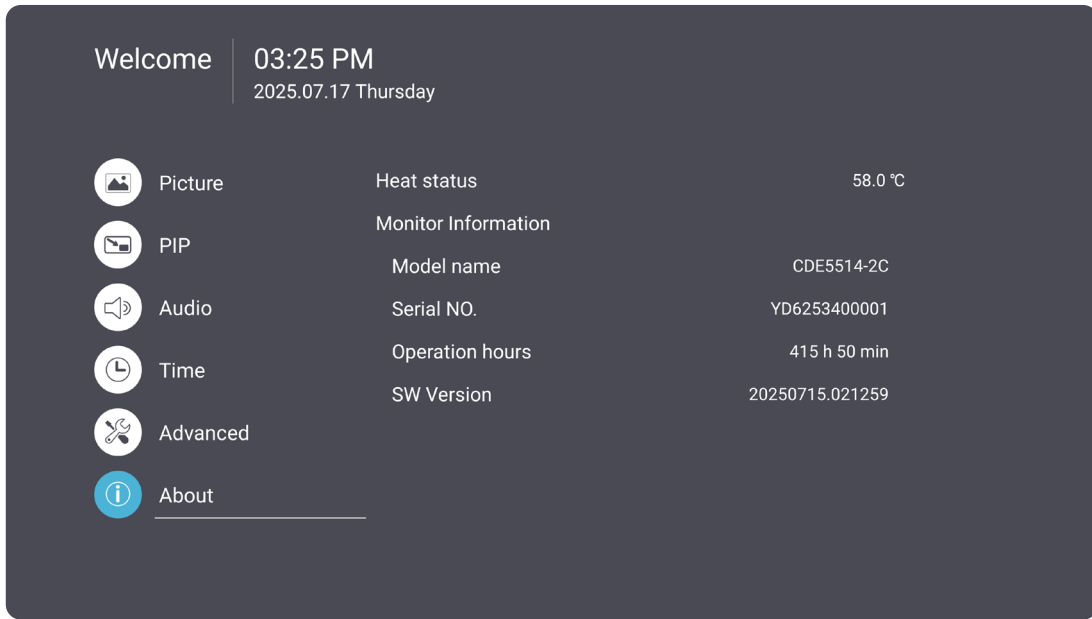 Welcome
03:25 PM
2025.07.17 Thursday
Picture
PIP
Audio
Time
Advanced
About
Heat status 58.0 ℃
Monitor Information
Model name CDE5514-2C
Serial NO. YD6253400001
Operation hours 415 h 50 min
SW Version 20250715.021259